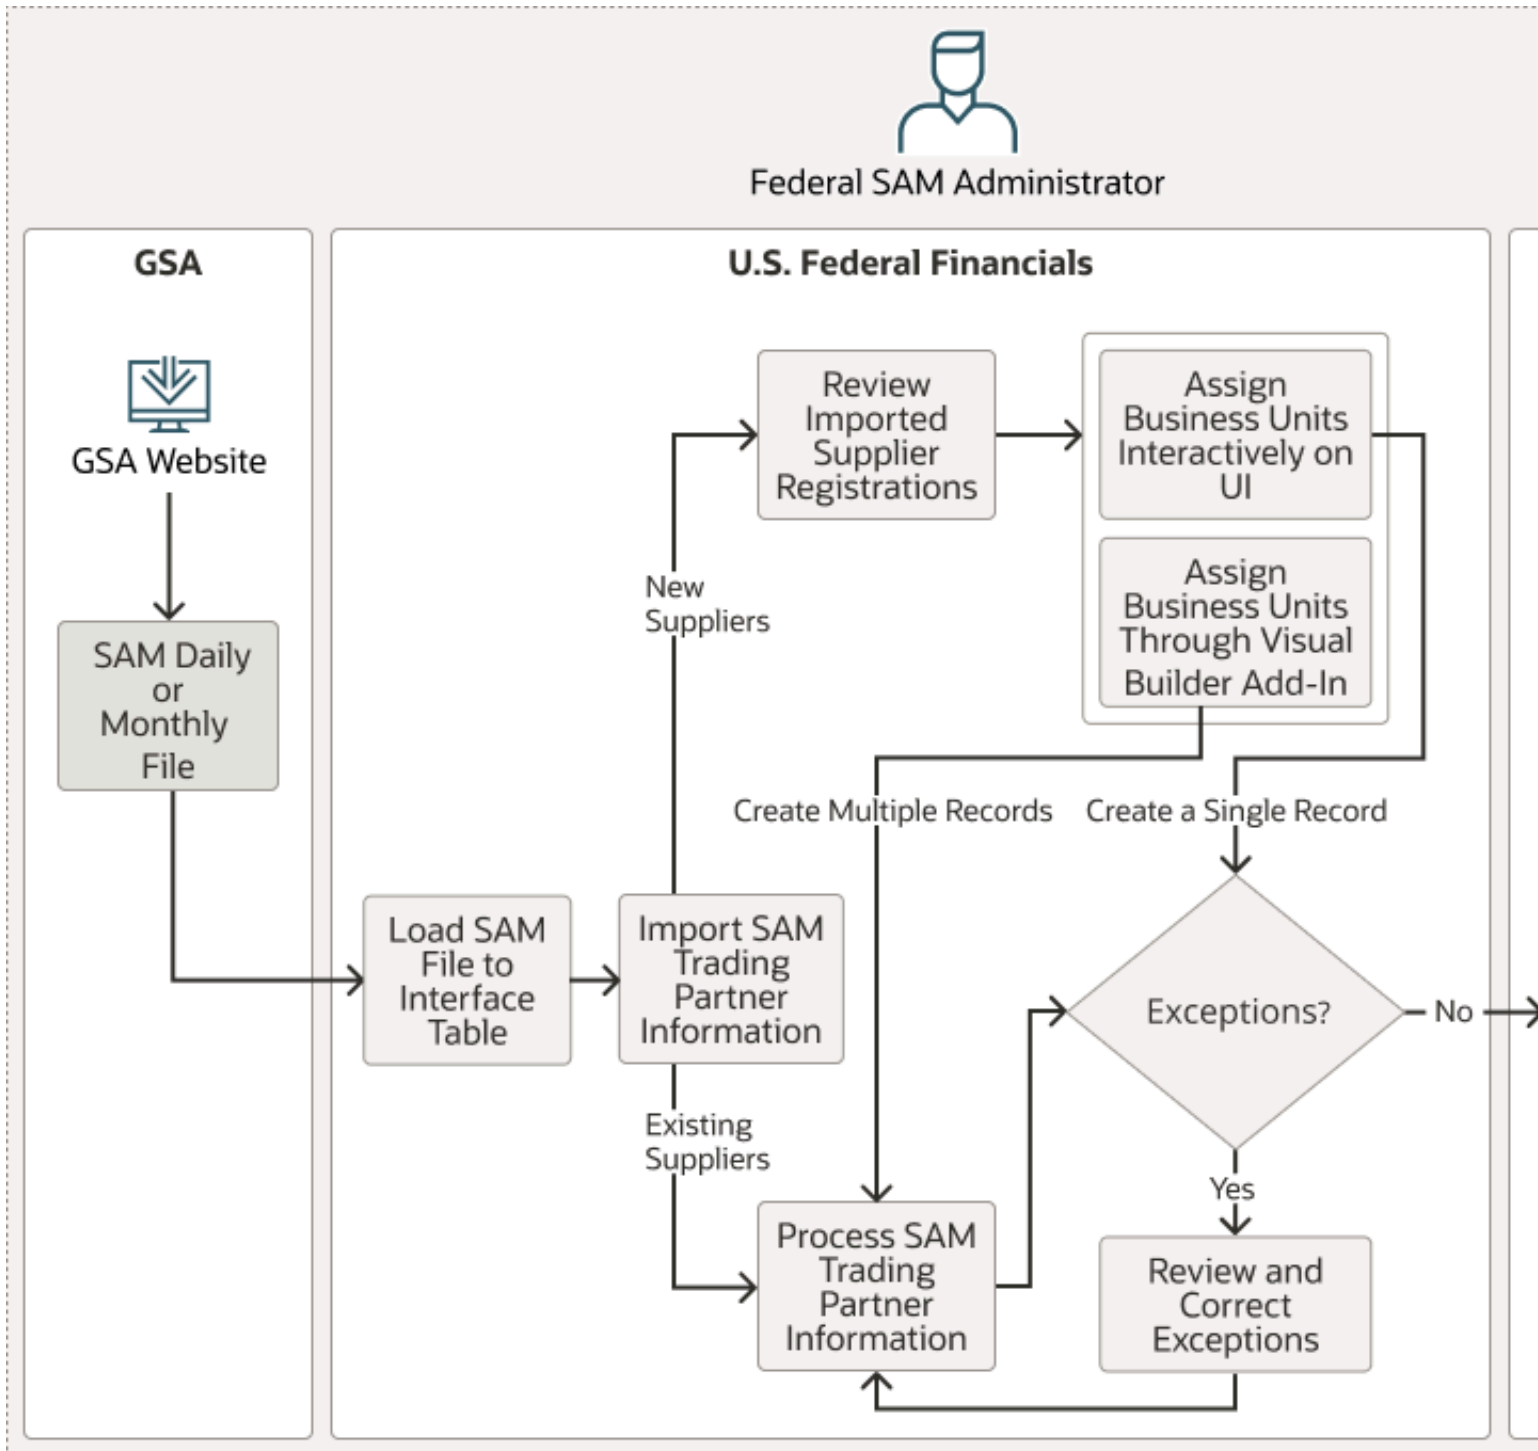 Federal SAM Administrator
GSA
GSA Website
SAM Daily
or
Monthly
File
U.S. Federal Financials
Load SAM
File to
Interface
Table
Import SAM
Trading
Partner
Information
New
Suppliers
Review
Imported
Supplier
Registrations
Assign
Business Units
Interactively on
UI
Assign
Business Units
Through Visual
Builder Add-In
Create Multiple Records
Create a Single Record
Existing
Suppliers
Process SAM
Trading
Partner
Information
Exceptions?
No
Yes
Review and
Correct
Exceptions